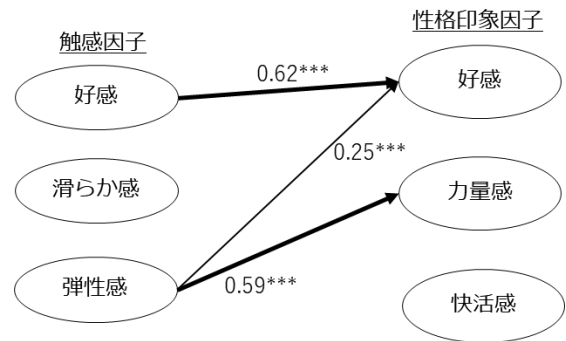 触感因子
性格印象因子
好感
0.62***
好感
0.25***
滑らか感
力量感
弾性感
0.59***
快活感